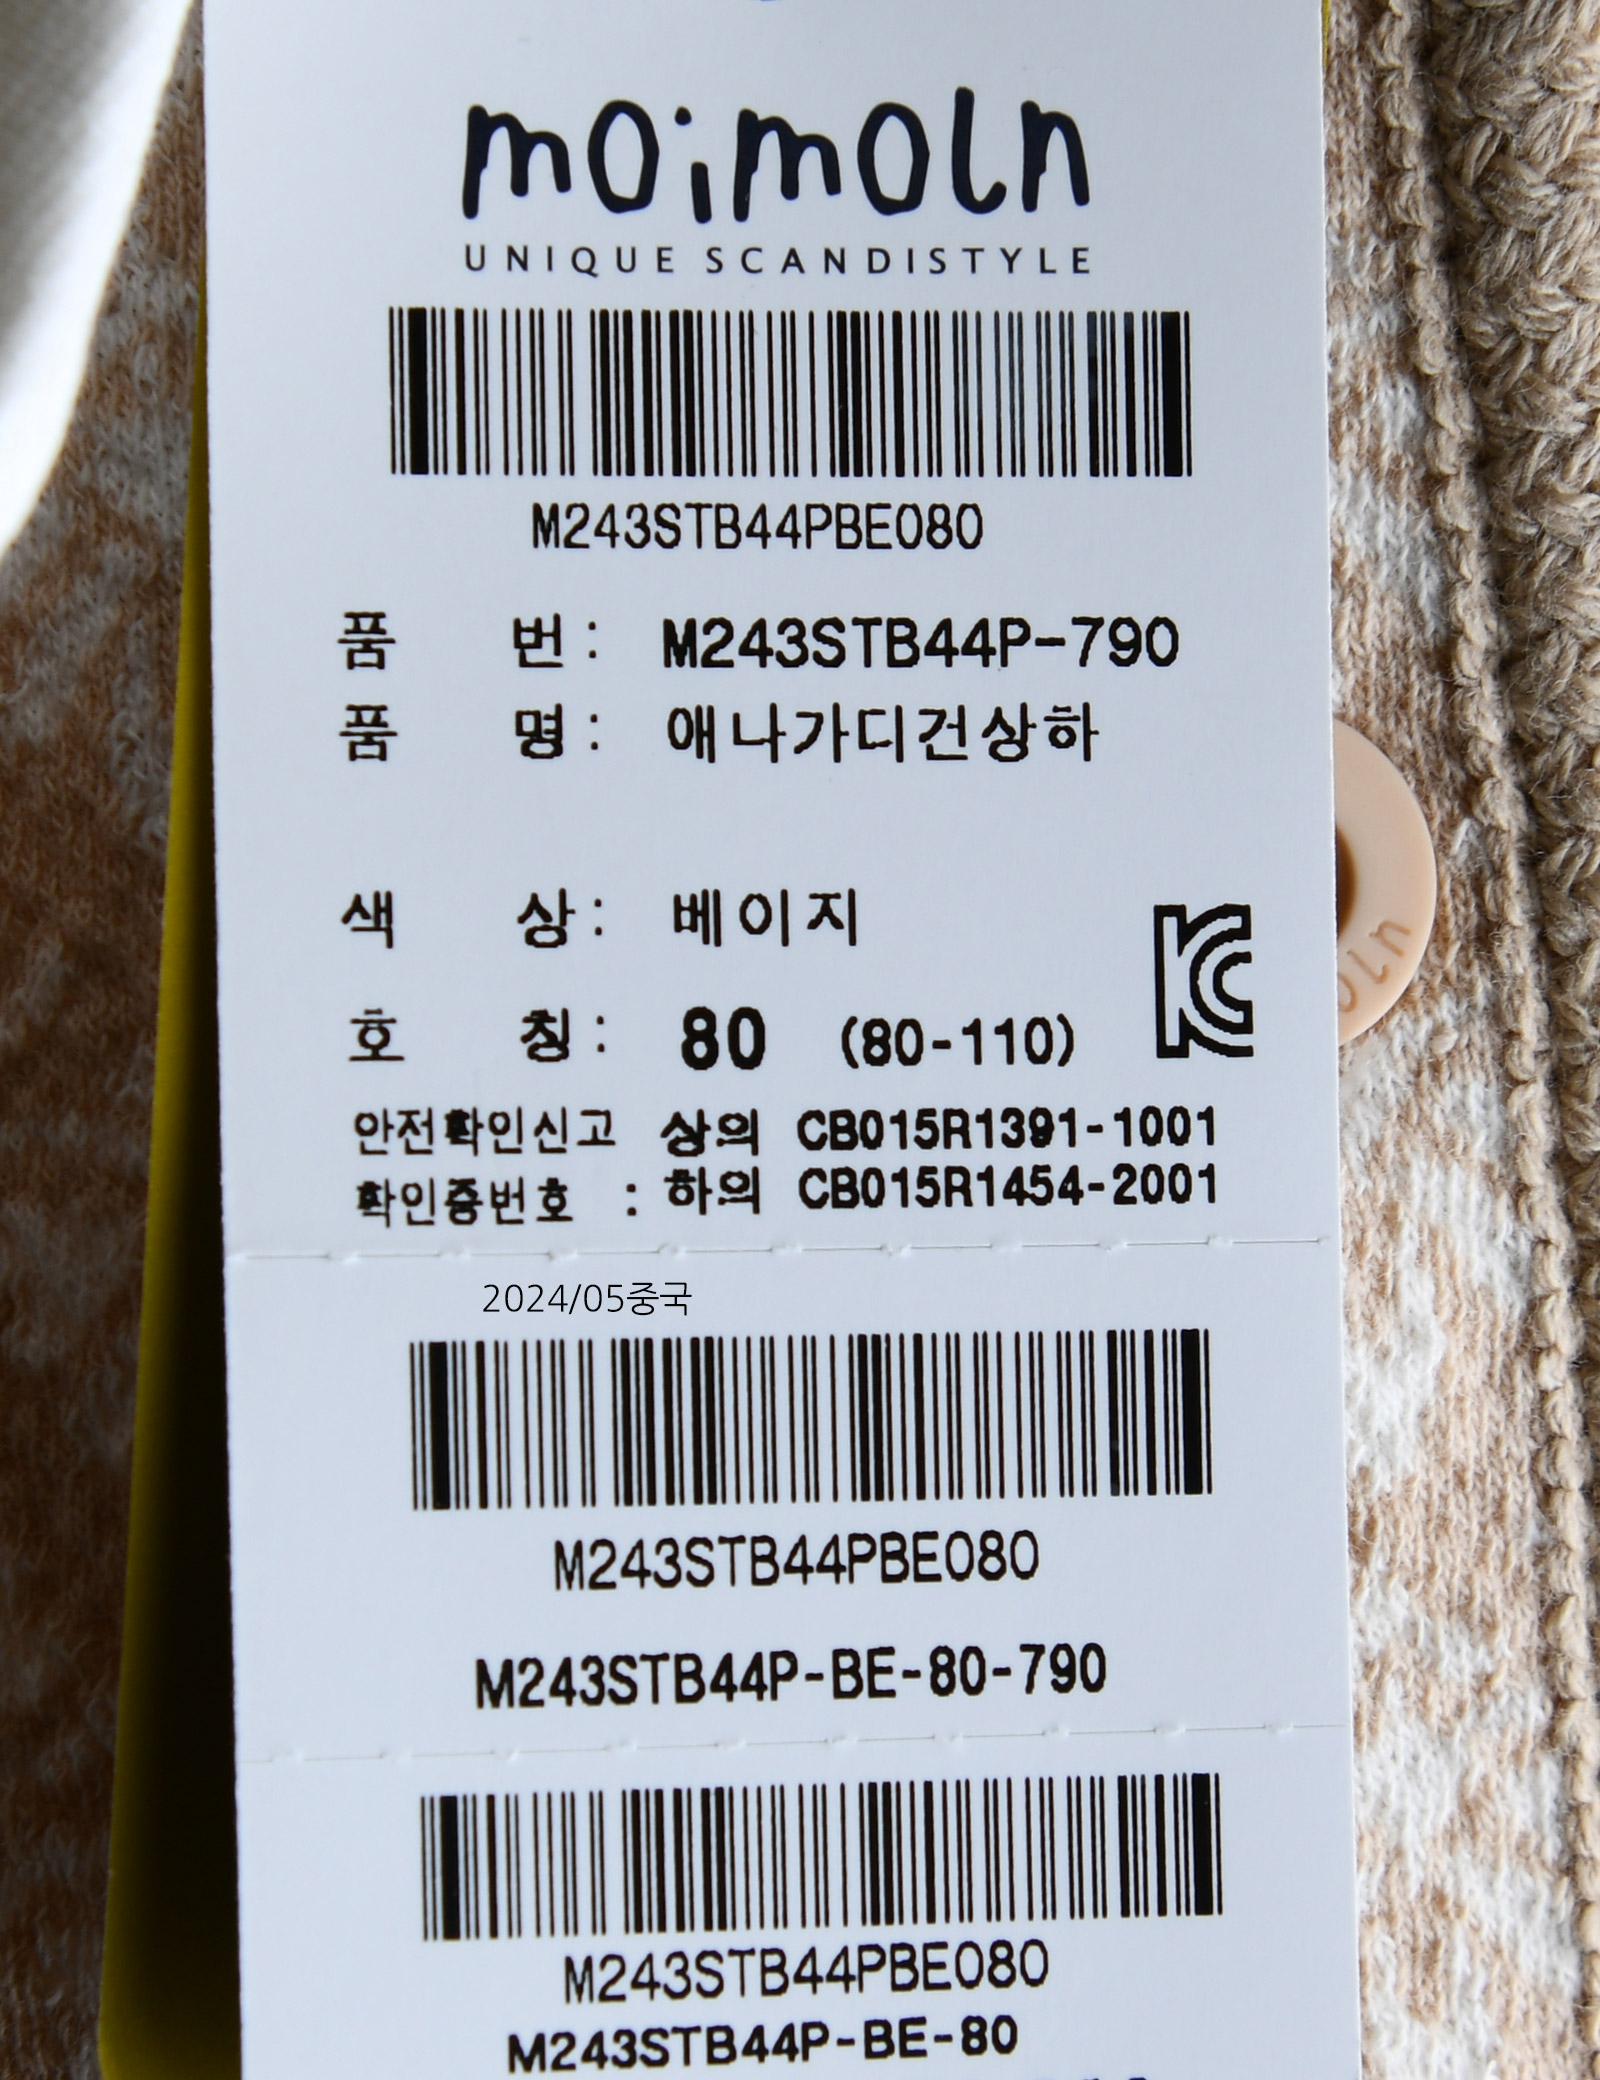 moimoln
UNIQUE SCANDISTYLE
M243STB44PBE080
품 번 : M243STB44P-790
품 명 : 애나가디건상하
색 상 : 베이지
호 칭 : 80 (80-110)
안전확인신고 상의 CB015R1391-1001
확인증번호 : 하의 CB015R1454-2001
2024/05중국
M243STB44PBE080
M243STB44P-BE-80-790
M243STB44PBE080
M243STB44P-BE-80
oln